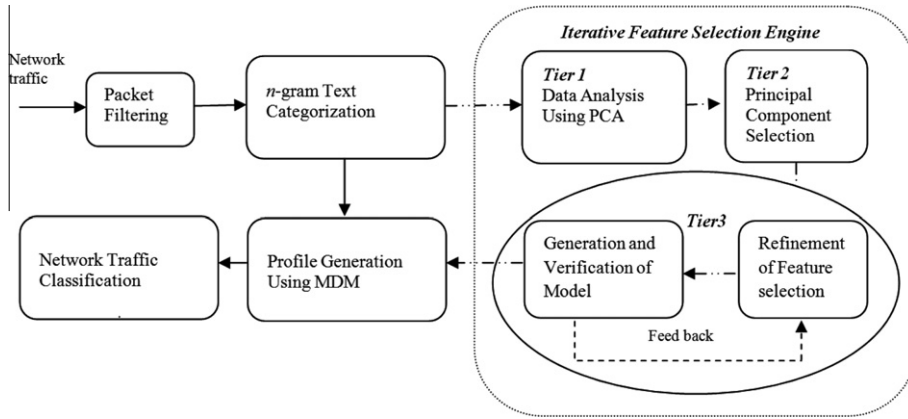 Iterative Feature Selection Engine
Network
traffic
Packet
Filtering
n-gram Text
Categorization
Tier 1
Data Analysis
Using PCA
Tier 2
Principal
Component
Selection
Network Traffic
Classification
Profile Generation
Using MDM
Tier3
Generation and
Verification of
Model
Refinement
of Feature
selection
Feed back